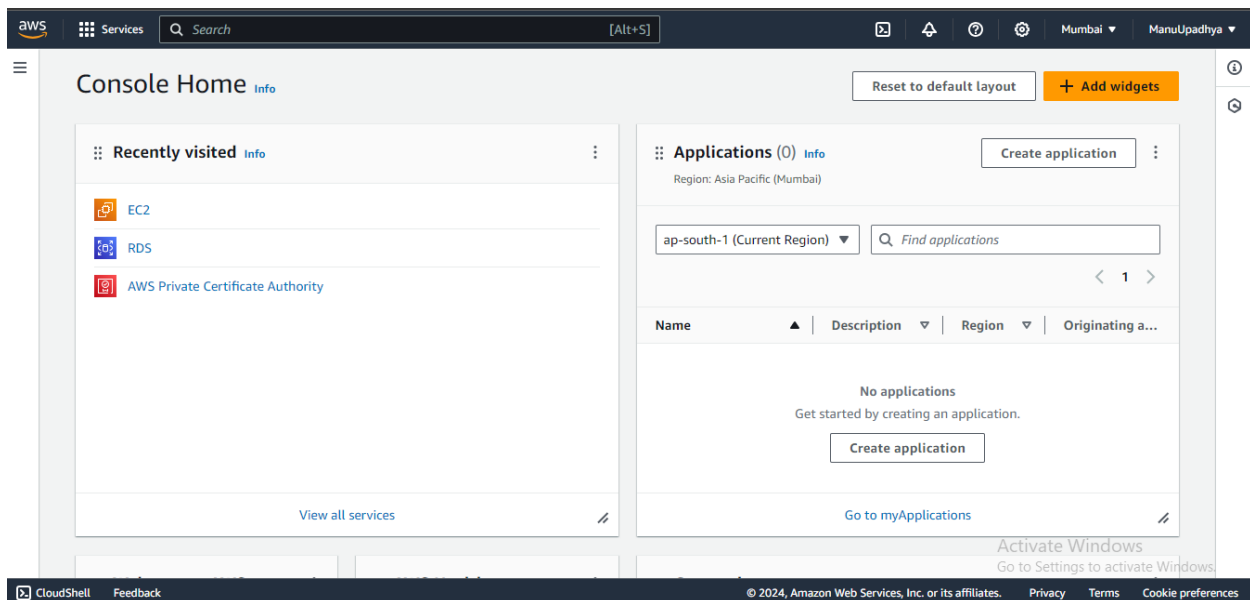 aws Services Search [Alt+S] Mumbai ManuUpadhya
Console Home Info
Reset to default layout
Add widgets
Recently visited Info
EC2
RDS
AWS Private Certificate Authority
View all services
Applications (0) Info
Create application
Region: Asia Pacific (Mumbai)
ap-south-1 (Current Region) Find applications
1
Name Description Region Originating a...
No applications
Get started by creating an application.
Create application
Go to myApplications
Activate Windows
Go to Settings to activate Windows.
CloudShell Feedback © 2024, Amazon Web Services, Inc. or its affiliates. Privacy Terms Cookie preferences